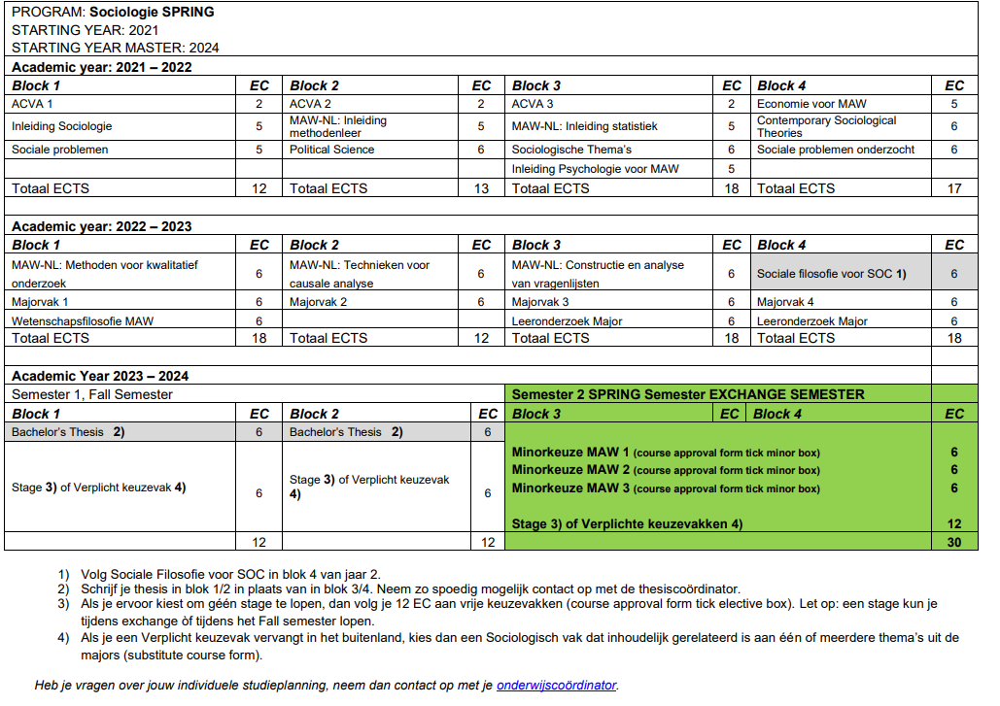 PROGRAM: Sociologie SPRING
STARTING YEAR: 2021
STARTING YEAR MASTER: 2024
Academic year: 2021 – 2022
Block 1 EC Block 2 EC Block 3 EC Block 4 EC
ACVA 1 2 ACVA 2 2 ACVA 3 2 Economie voor MAW 5
Inleiding Sociologie 5 MAW-NL: Inleiding methodenleer 5 MAW-NL: Inleiding statistiek 5 Contemporary Sociological Theories 6
Sociale problemen 5 Political Science 6 Sociologische Thema's 6 Sociale problemen onderzocht 6
Inleiding Psychologie voor MAW 5
Totaal ECTS 12 Totaal ECTS 13 Totaal ECTS 18 Totaal ECTS 17
Academic year: 2022 – 2023
Block 1 EC Block 2 EC Block 3 EC Block 4 EC
MAW-NL: Methoden voor kwalitatief onderzoek 6 MAW-NL: Technieken voor causale analyse 6 MAW-NL: Constructie en analyse van vragenlijsten 6 Sociale filosofie voor SOC 1) 6
Majorvak 1 6 Majorvak 2 6 Majorvak 3 6 Majorvak 4 6
Wetenschapsfilosofie MAW 6 Leeronderzoek Major 6 Leeronderzoek Major 6
Totaal ECTS 18 Totaal ECTS 12 Totaal ECTS 18 Totaal ECTS 18
Academic Year 2023 – 2024
Semester 1, Fall Semester Semester 2 SPRING Semester EXCHANGE SEMESTER
Block 1 EC Block 2 EC Block 3 EC Block 4 EC
Bachelor's Thesis 2) 6 Bachelor's Thesis 2) 6
Stage 3) of Verplicht keuzevak 4) 6 Stage 3) of Verplicht keuzevak 4) 6
Minorkeuze MAW 1 (course approval form tick minor box) 6
Minorkeuze MAW 2 (course approval form tick minor box) 6
Minorkeuze MAW 3 (course approval form tick minor box) 6
Stage 3) of Verplichte keuzevakken 4) 12
12 12 30
1) Volg Sociale Filosofie voor SOC in blok 4 van jaar 2.
2) Schrijf je thesis in blok 1/2 in plaats van in blok 3/4. Neem zo spoedig mogelijk contact op met de thesiscoördinator.
3) Als je ervoor kiest om géén stage te lopen, dan volg je 12 EC aan vrije keuzevakken (course approval form tick elective box). Let op: een stage kun je
tijdens exchange òf tijdens het Fall semester lopen.
4) Als je een Verplicht keuzevak vervangt in het buitenland, kies dan een Sociologisch vak dat inhoudelijk gerelateerd is aan één of meerdere thema's uit de
majors (substitute course form).
Heb je vragen over jouw individuele studieplanning, neem dan contact op met je onderwijscoördinator.